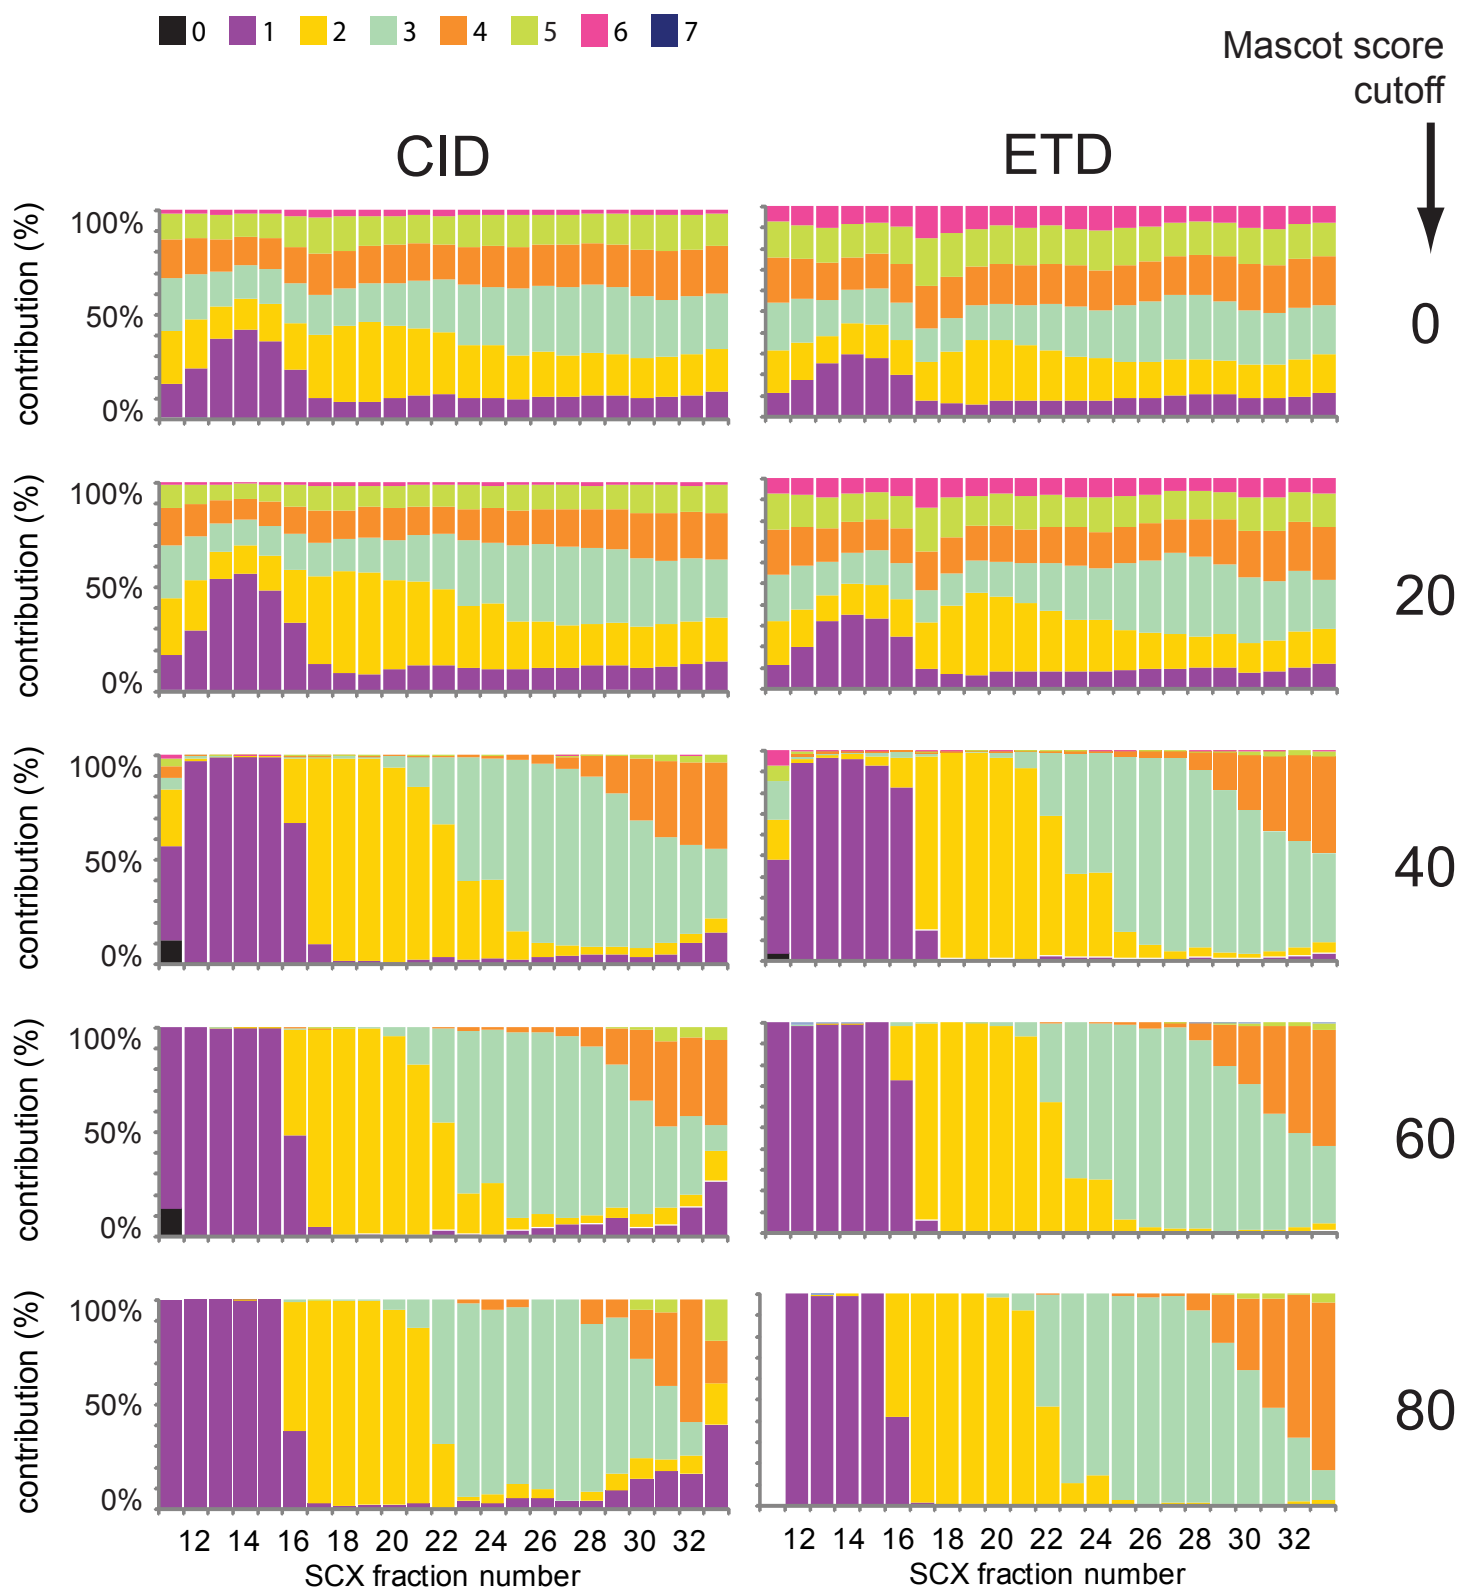 0 1 2 3 4 5 6 7
Mascot score
cutoff
CID ETD
contribution (%)
100%
50%
0%
0
contribution (%)
100%
50%
0%
20
contribution (%)
100%
50%
0%
40
contribution (%)
100%
50%
0%
60
contribution (%)
100%
50%
0%
80
12 14 16 18 20 22 24 26 28 30 32 12 14 16 18 20 22 24 26 28 30 32
SCX fraction number SCX fraction number